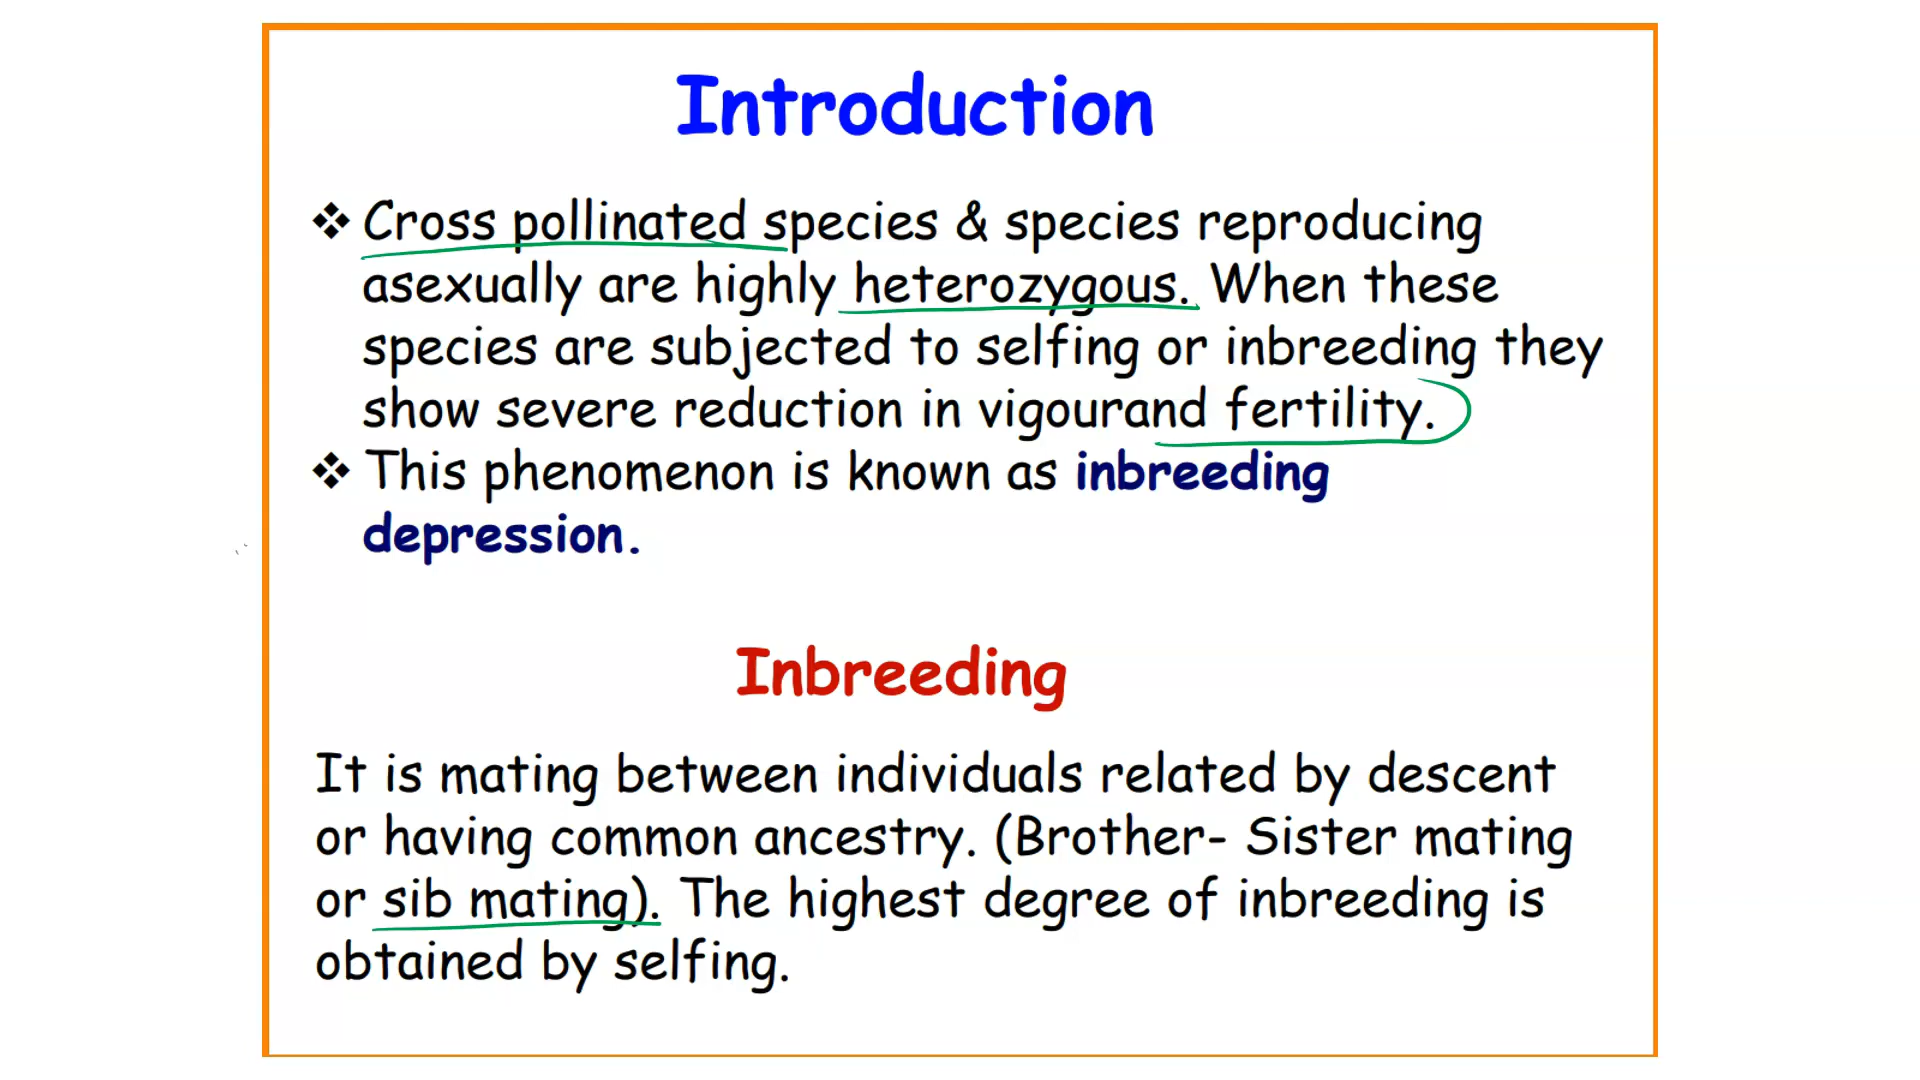 Introduction
❖ Cross pollinated species & species reproducing
asexually are highly heterozygous. When these
species are subjected to selfing or inbreeding they
show severe reduction in vigourand fertility.
❖ This phenomenon is known as inbreeding
depression.
Inbreeding
It is mating between individuals related by descent
or having common ancestry. (Brother- Sister mating
or sib mating). The highest degree of inbreeding is
obtained by selfing.